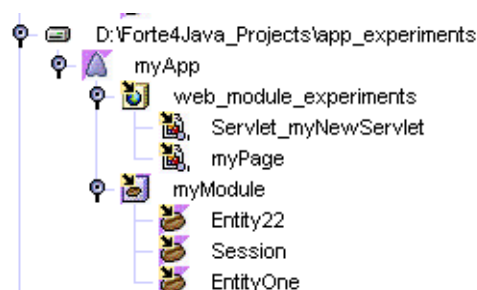 D:\Forte4Java_Projects\app_experiments
myApp
web_module_experiments
Servlet_myNewServlet
myPage
myModule
Entity22
Session
EntityOne